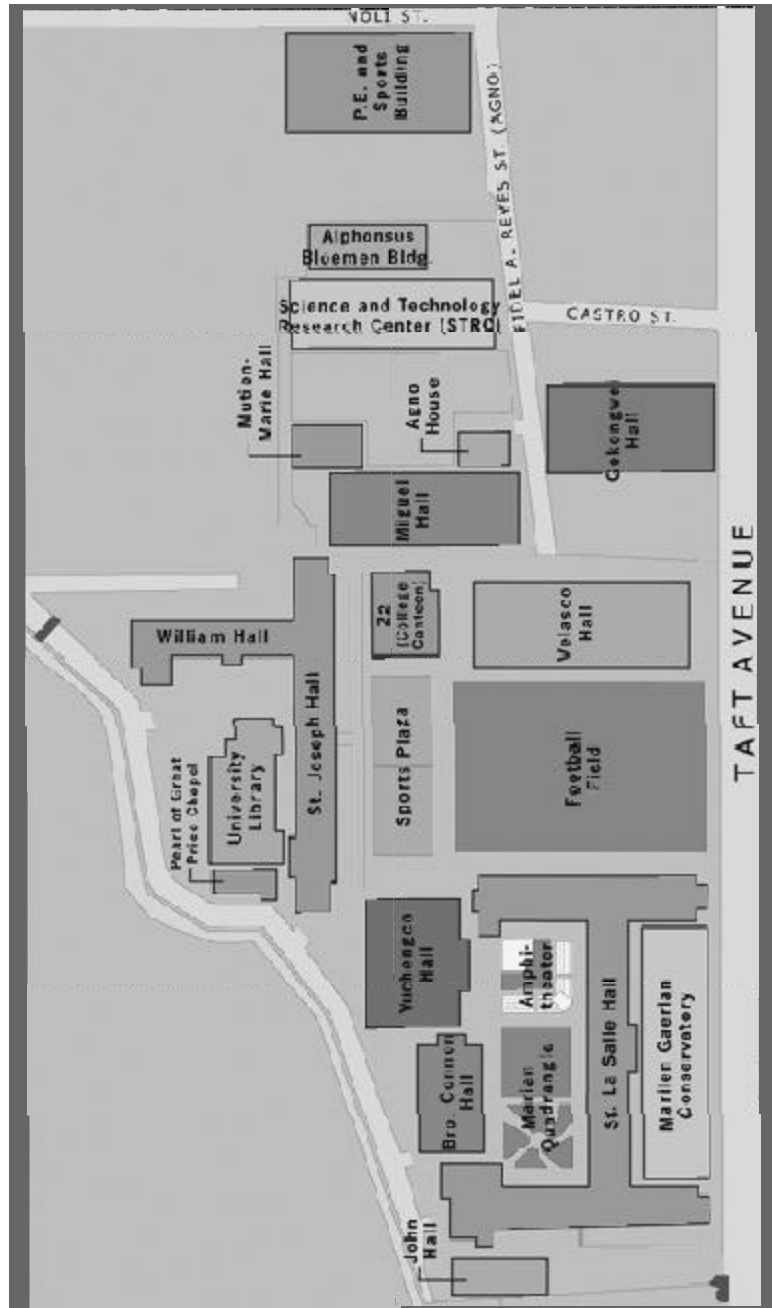 NOLI ST.
P.E. and
Sports
Building
FIDEL A. REYES ST (AGNO)
Alphonsus
Bloemen Bldg.
Science and Technology
Research Center (STRC)
CASTRO ST.
Mutien-
Marie Hall
Agno
House
Gokongwei
Hall
Miguel
Hall
TAFT AVENUE
22
(College
Canteen)
Velasco
Hall
William Hall
St. Joseph Hall
Sports Plaza
Football
Field
Pearl of Great
Price Chapel
University
Library
Yuchengco
Hall
Amphi-
theater
St. La Salle Hall
Marilen Gaerlan
Conservatory
Bro. Connon
Hall
Marian
Quadrangle
John
Hall